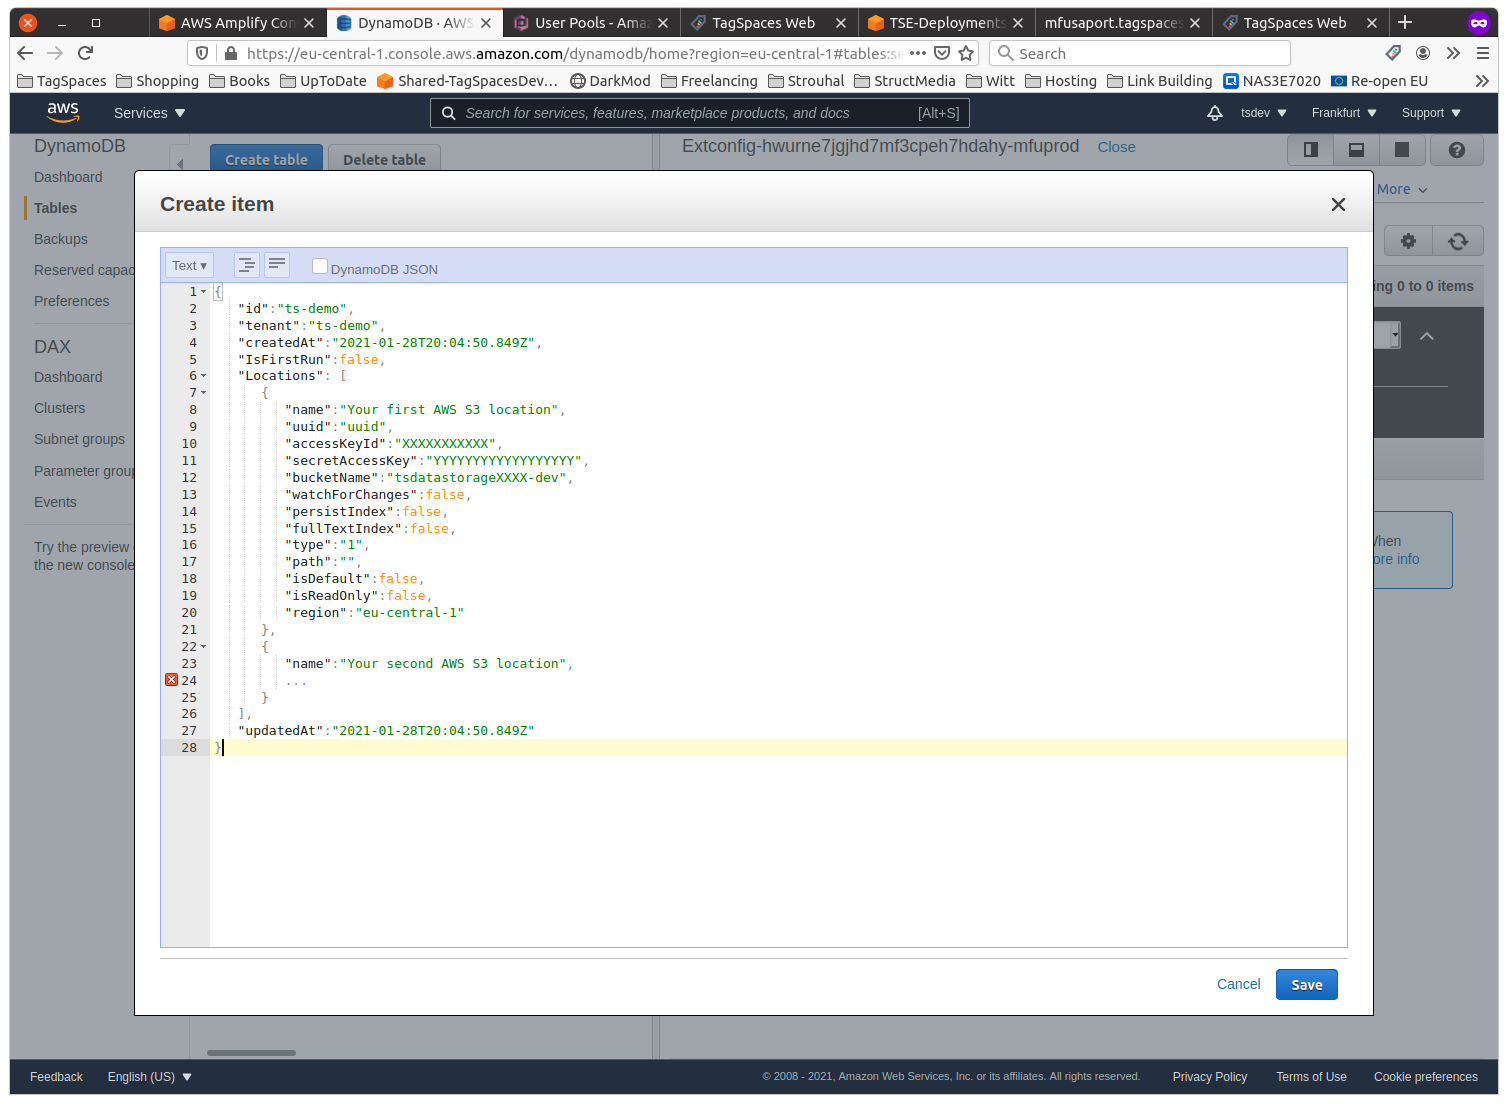 AWS Amplify Con
DynamoDB · AWS
User Pools - Amaz
TagSpaces Web
TSE-Deployments
mfusaport.tagspaces
TagSpaces Web
https://eu-central-1.console.aws.amazon.com/dynamodb/home?region=eu-central-1#tables:se
Search
TagSpaces
Shopping
Books
UpToDate
Shared-TagSpacesDev…
DarkMod
Freelancing
Strouhal
StructMedia
Witt
Hosting
Link Building
NAS3E7020
Re-open EU
aws
Services
Search for services, features, marketplace products, and docs
[Alt+S]
tsdev
Frankfurt
Support
DynamoDB
Dashboard
Tables
Backups
Reserved capac
Preferences
DAX
Dashboard
Clusters
Subnet groups
Parameter group
Events
Try the preview
the new console
Create table
Delete table
Extconfig-hwurne7jgjhd7mf3cpeh7hdahy-mfuprod
Close
More
ing 0 to 0 items
When
ore info
Create item
Text
DynamoDB JSON
1 {
2 "id":"ts-demo",
3 "tenant":"ts-demo",
4 "createdAt":"2021-01-28T20:04:50.849Z",
5 "IsFirstRun":false,
6 "Locations": [
7 {
8 "name":"Your first AWS S3 location",
9 "uuid":"uuid",
10 "accessKeyId":"XXXXXXXXXXX",
11 "secretAccessKey":"YYYYYYYYYYYYYYYYYY",
12 "bucketName":"tsdatastorageXXXX-dev",
13 "watchForChanges":false,
14 "persistIndex":false,
15 "fullTextIndex":false,
16 "type":"1",
17 "path":"",
18 "isDefault":false,
19 "isReadOnly":false,
20 "region":"eu-central-1"
21 },
22 {
23 "name":"Your second AWS S3 location",
24 ...
25 }
26 ],
27 "updatedAt":"2021-01-28T20:04:50.849Z"
28 }
Cancel
Save
Feedback
English (US)
© 2008 - 2021, Amazon Web Services, Inc. or its affiliates. All rights reserved.
Privacy Policy
Terms of Use
Cookie preferences